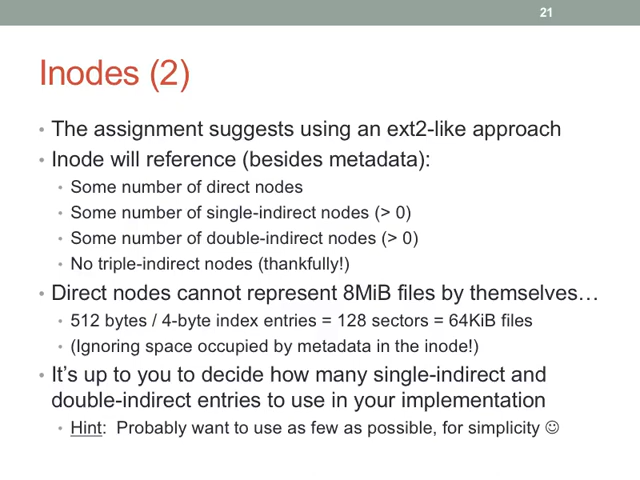 21
Inodes (2)
• The assignment suggests using an ext2-like approach
• Inode will reference (besides metadata):
• Some number of direct nodes
• Some number of single-indirect nodes (> 0)
• Some number of double-indirect nodes (> 0)
• No triple-indirect nodes (thankfully!)
• Direct nodes cannot represent 8MiB files by themselves…
• 512 bytes / 4-byte index entries = 128 sectors = 64KiB files
• (Ignoring space occupied by metadata in the inode!)
• It’s up to you to decide how many single-indirect and
double-indirect entries to use in your implementation
• Hint:  Probably want to use as few as possible, for simplicity ☺